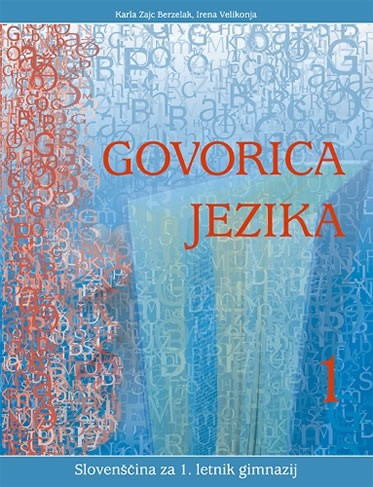 Karla Zajc Berzelak, Irena Velikonja
GOVORICA
JEZIKA
1
Slovenščina za 1. letnik gimnazij